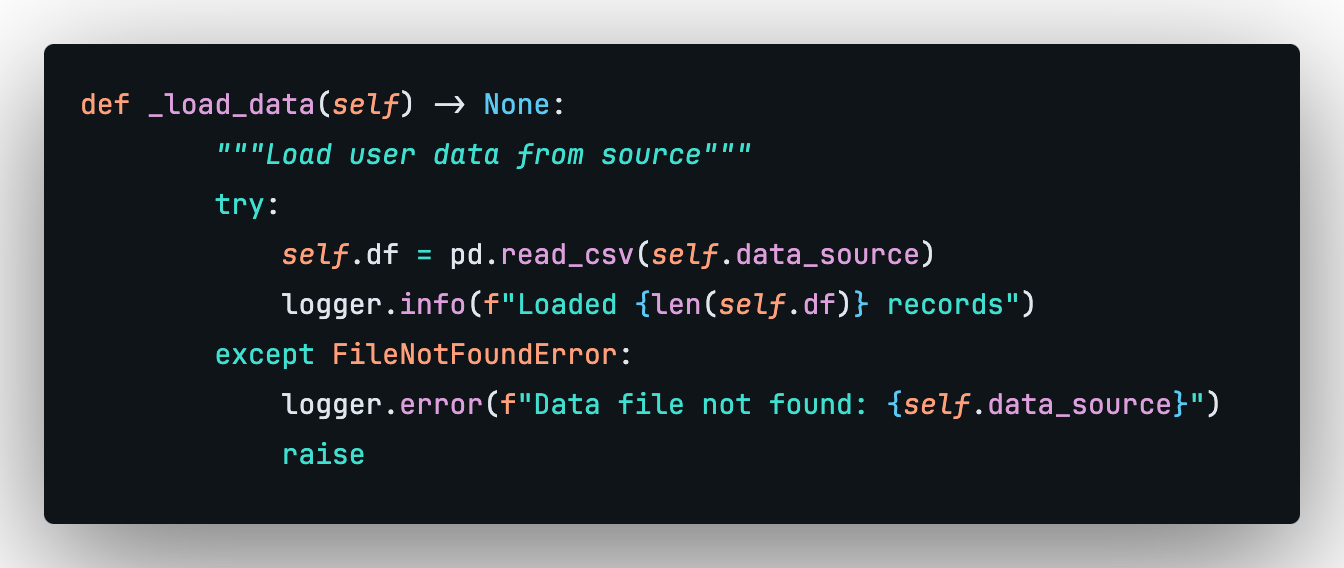 def _load_data(self) -> None:
        """Load user data from source"""
        try:
            self.df = pd.read_csv(self.data_source)
            logger.info(f"Loaded {len(self.df)} records")
        except FileNotFoundError:
            logger.error(f"Data file not found: {self.data_source}")
            raise